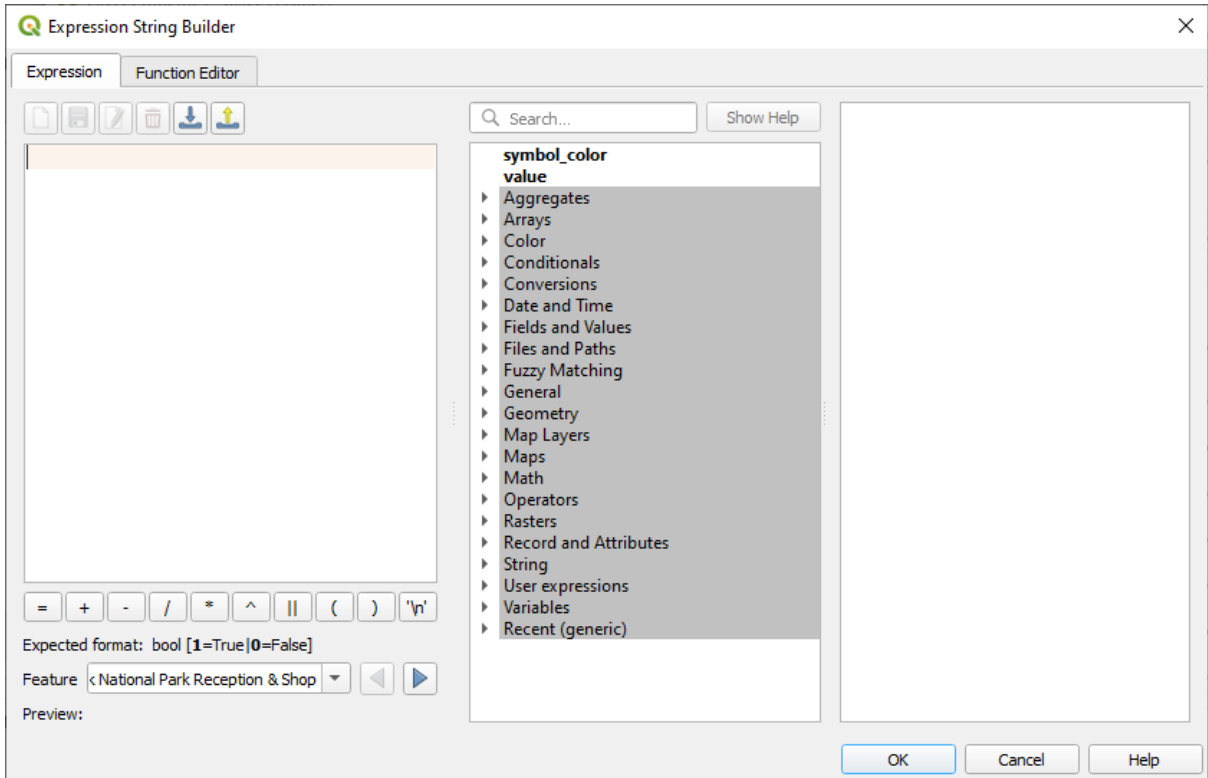 Expression String Builder
Expression
Function Editor
Search...
Show Help
symbol_color
value
Aggregates
Arrays
Color
Conditionals
Conversions
Date and Time
Fields and Values
Files and Paths
Fuzzy Matching
General
Geometry
Map Layers
Maps
Math
Operators
Rasters
Record and Attributes
String
User expressions
Variables
Recent (generic)
= + - / * ^ || ( ) '\n'
Expected format: bool [1=True|0=False]
Feature National Park Reception & Shop
Preview:
OK
Cancel
Help